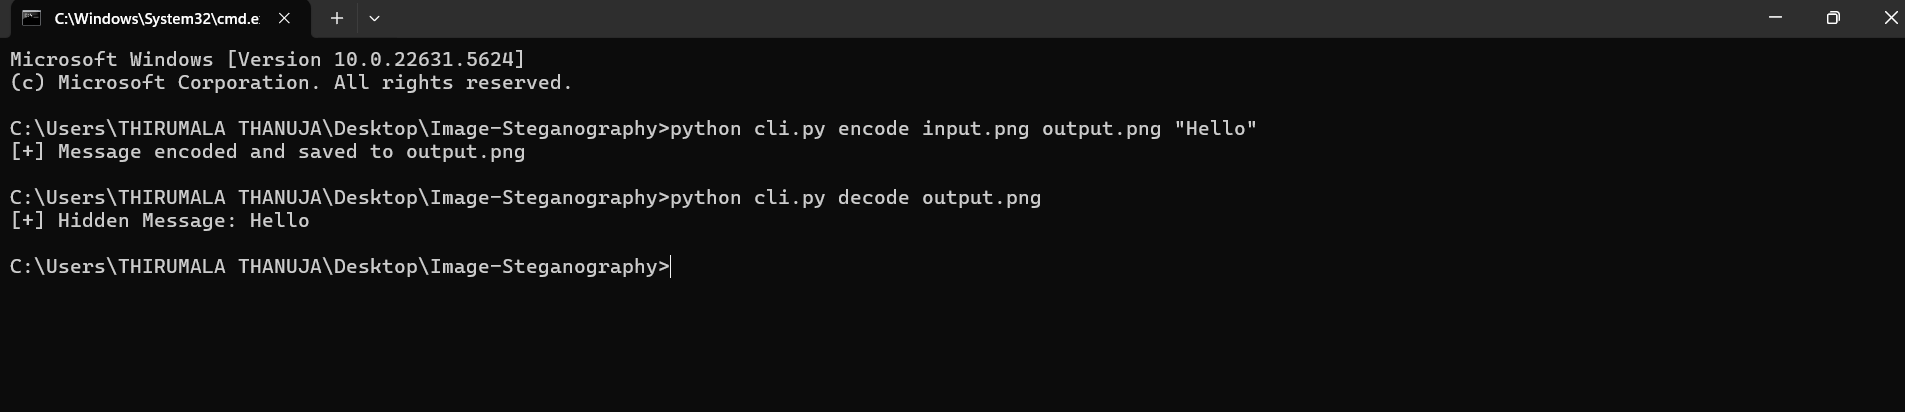 C:\Windows\System32\cmd.e
Microsoft Windows [Version 10.0.22631.5624]
(c) Microsoft Corporation. All rights reserved.
C:\Users\THIRUMALA THANUJA\Desktop\Image-Steganography>python cli.py encode input.png output.png "Hello"
[+] Message encoded and saved to output.png
C:\Users\THIRUMALA THANUJA\Desktop\Image-Steganography>python cli.py decode output.png
[+] Hidden Message: Hello
C:\Users\THIRUMALA THANUJA\Desktop\Image-Steganography>